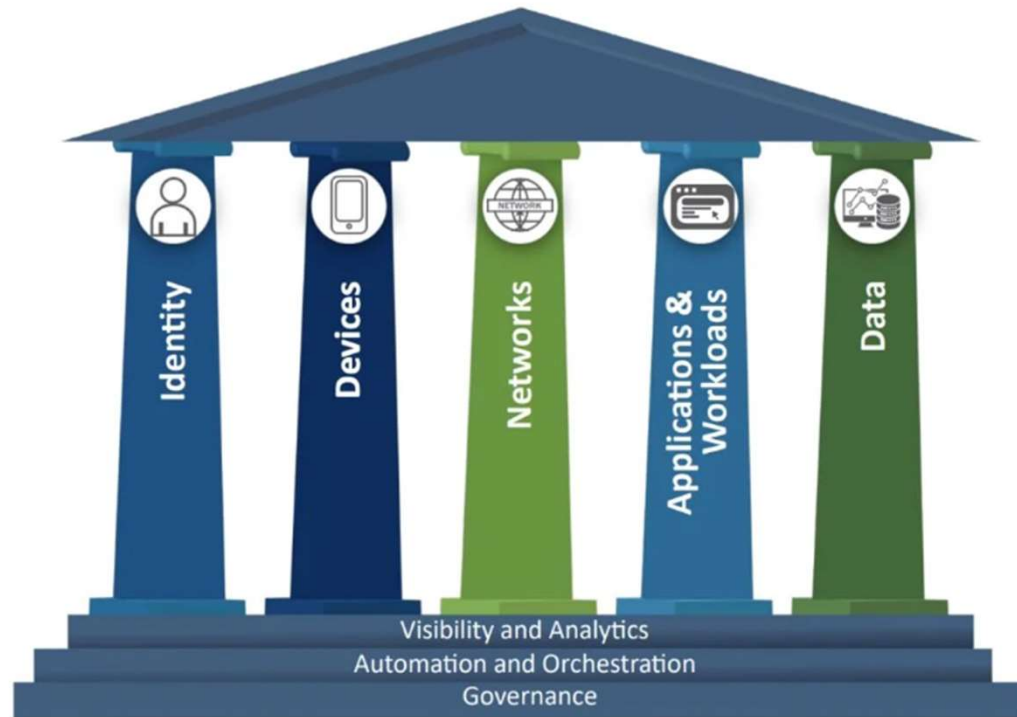 NETWORK
Identity
Devices
Networks
Applications &
Workloads
Data
Visibility and Analytics
Automation and Orchestration
Governance